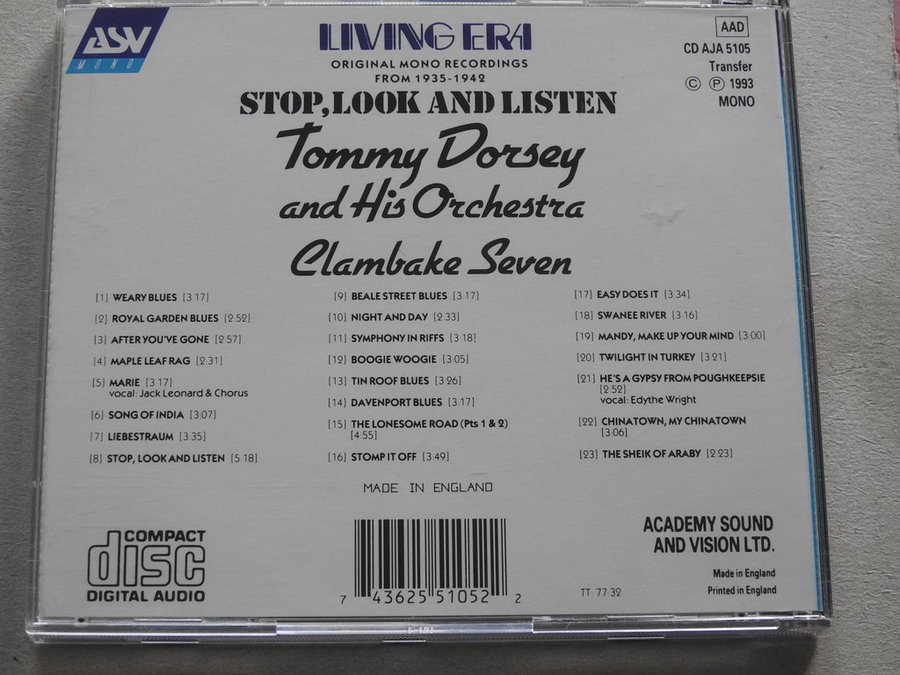 ASV
MONO
LIVING ERA
ORIGINAL MONO RECORDINGS
FROM 1935-1942
AAD
CD AJA 5105
Transfer
© ℗ 1993
MONO
STOP, LOOK AND LISTEN
Tommy Dorsey
and His Orchestra
Clambake Seven
[1] WEARY BLUES [3 17]
[2] ROYAL GARDEN BLUES [2:52]
[3] AFTER YOU'VE GONE [2 57]
[4] MAPLE LEAF RAG [2.31]
[5] MARIE [3 17]
vocal: Jack Leonard & Chorus
[6] SONG OF INDIA [3:07]
[7] LIEBESTRAUM [3:35]
[8] STOP, LOOK AND LISTEN [5.18]
[9] BEALE STREET BLUES [3 17]
[10] NIGHT AND DAY [2:33]
[11] SYMPHONY IN RIFFS [3 18]
[12] BOOGIE WOOGIE [3:05]
[13] TIN ROOF BLUES [3:26]
[14] DAVENPORT BLUES [3.17]
[15] THE LONESOME ROAD (Pts 1 & 2)
[4:55]
[16] STOMP IT OFF [3:49]
[17] EASY DOES IT [3:34]
[18] SWANEE RIVER [3.16]
[19] MANDY, MAKE UP YOUR MIND [3:00]
[20] TWILIGHT IN TURKEY [3:21]
[21] HE'S A GYPSY FROM POUGHKEEPSIE
[2:52]
vocal: Edythe Wright
[22] CHINATOWN, MY CHINATOWN
[3:06]
[23] THE SHEIK OF ARABY [2:23]
MADE IN ENGLAND
COMPACT
disc
DIGITAL AUDIO
7 43625 51052 2
TT 77.32
ACADEMY SOUND
AND VISION LTD.
Made in England
Printed in England